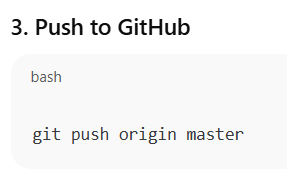 3. Push to GitHub
bash
git push origin master